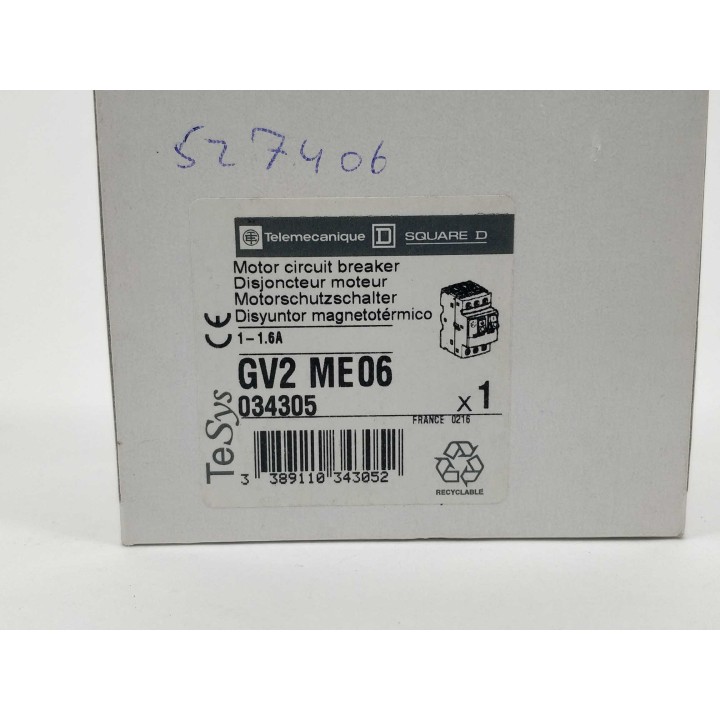 527406
Telemecanique D SQUARE D
Motor circuit breaker
Disjoncteur moteur
Motorschutzschalter
Disyuntor magnetotérmico
CE
1-1.6A
GV2 ME06
034305
x 1
FRANCE 0216
TeSys
3 389110 343052
RECYCLABLE